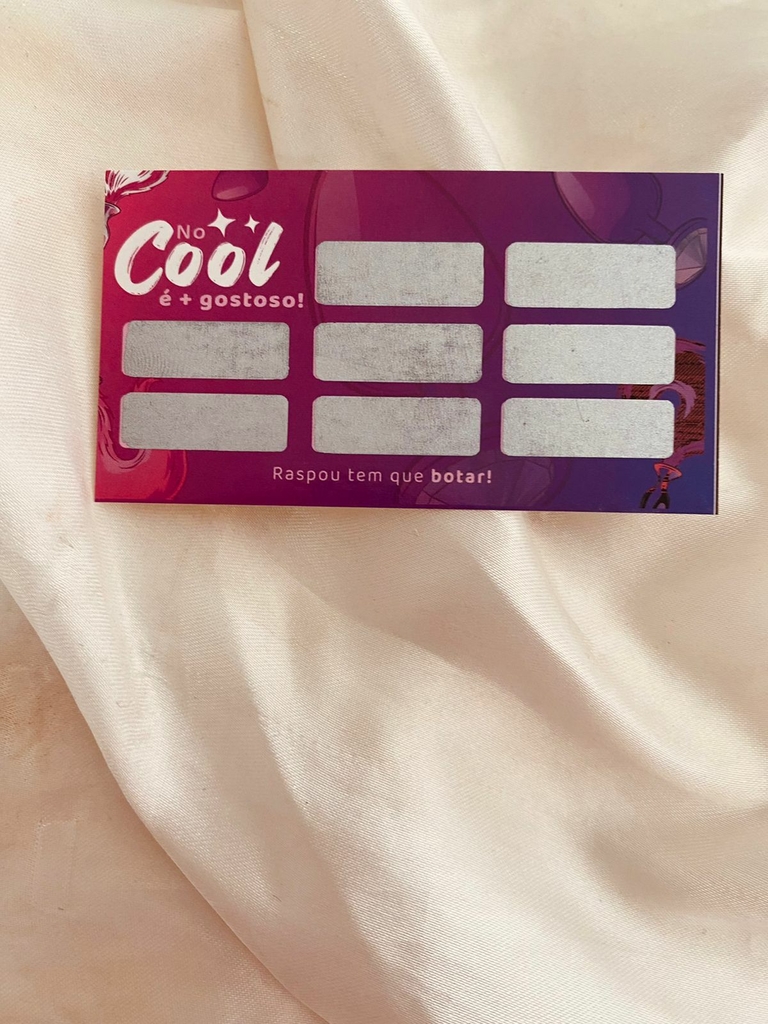 No
Cool
é + gostoso!
Raspou tem que botar!